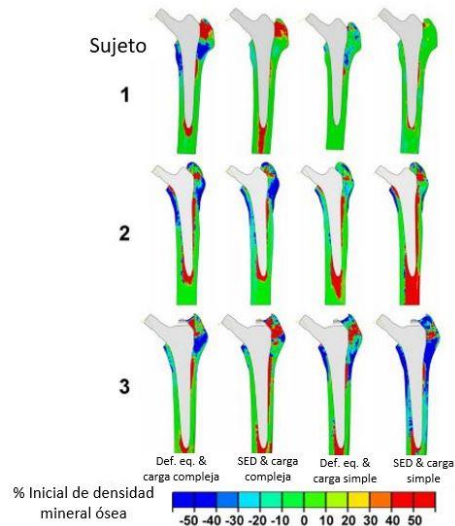 Sujeto
1
2
3
Def. eq. & carga compleja
SED & carga compleja
Def. eq. & carga simple
SED & carga simple
% Inicial de densidad
mineral ósea
-50 -40 -30 -20 -10 0 10 20 30 40 50